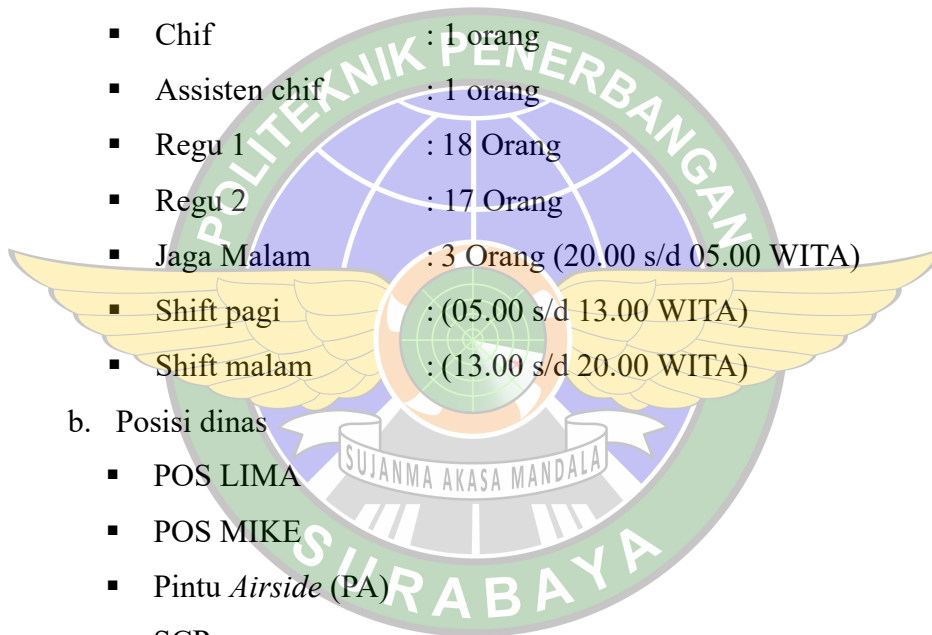 ▪ Chif : 1 orang
▪ Assisten chif : 1 orang
▪ Regu 1 : 18 Orang
▪ Regu 2 : 17 Orang
▪ Jaga Malam : 3 Orang (20.00 s/d 05.00 WITA)
▪ Shift pagi : (05.00 s/d 13.00 WITA)
▪ Shift malam : (13.00 s/d 20.00 WITA)
b. Posisi dinas
▪ POS LIMA
▪ POS MIKE
▪ Pintu Airside (PA)
POLITEKNIK PENERBANGAN
SUJANMA AKASA MANDALA
SURABAYA